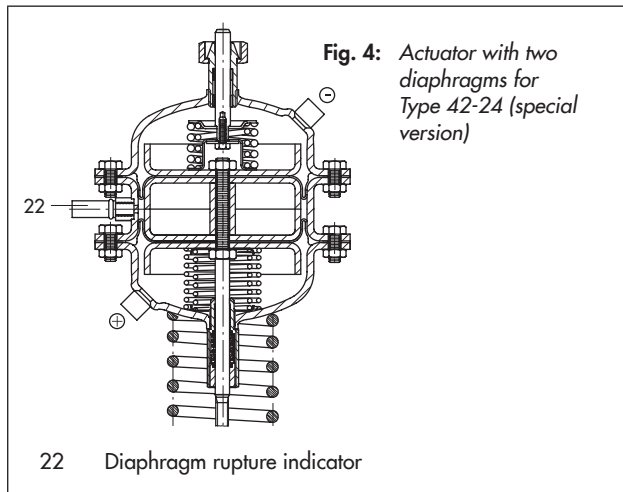 Fig. 4: Actuator with two
diaphragms for
Type 42-24 (special
version)
⊖
22
⊕
22 Diaphragm rupture indicator